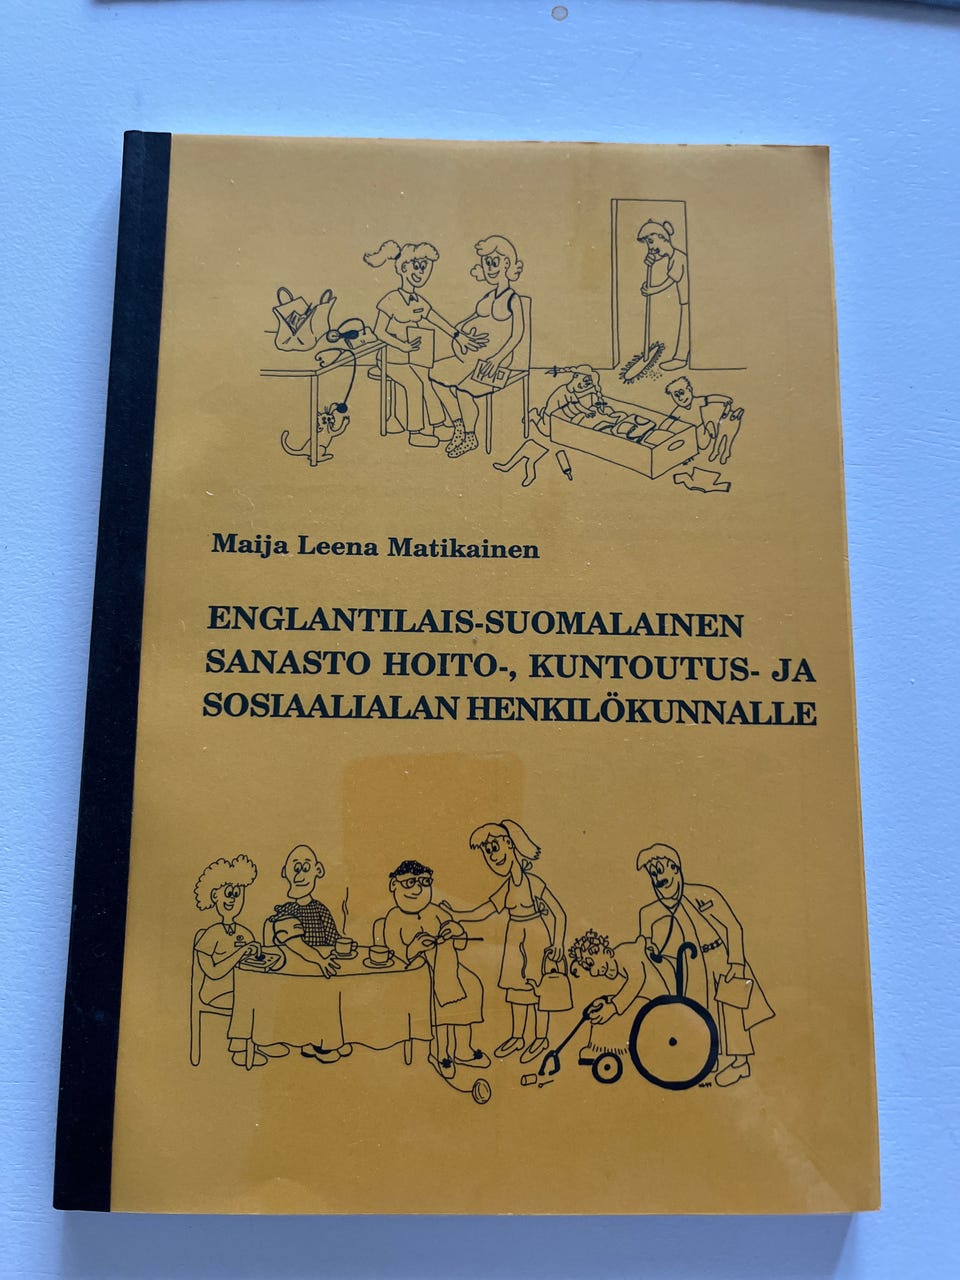 Maija Leena Matikainen
ENGLANTILAIS-SUOMALAINEN
SANASTO HOITO-, KUNTOUTUS- JA
SOSIAALIALAN HENKILÖKUNNALLE